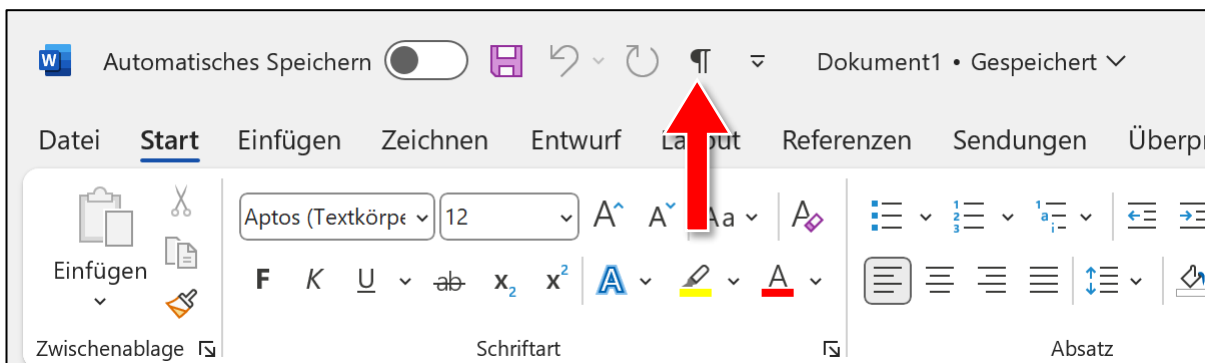 Automatisches Speichern ¶ Dokument1 • Gespeichert
Datei Start Einfügen Zeichnen Entwurf Referenzen Sendungen
Aptos (Textkörpe 12 A A Aa A
Einfügen
F K U ab x₂ x² A A
Zwischenablage Schriftart Absatz